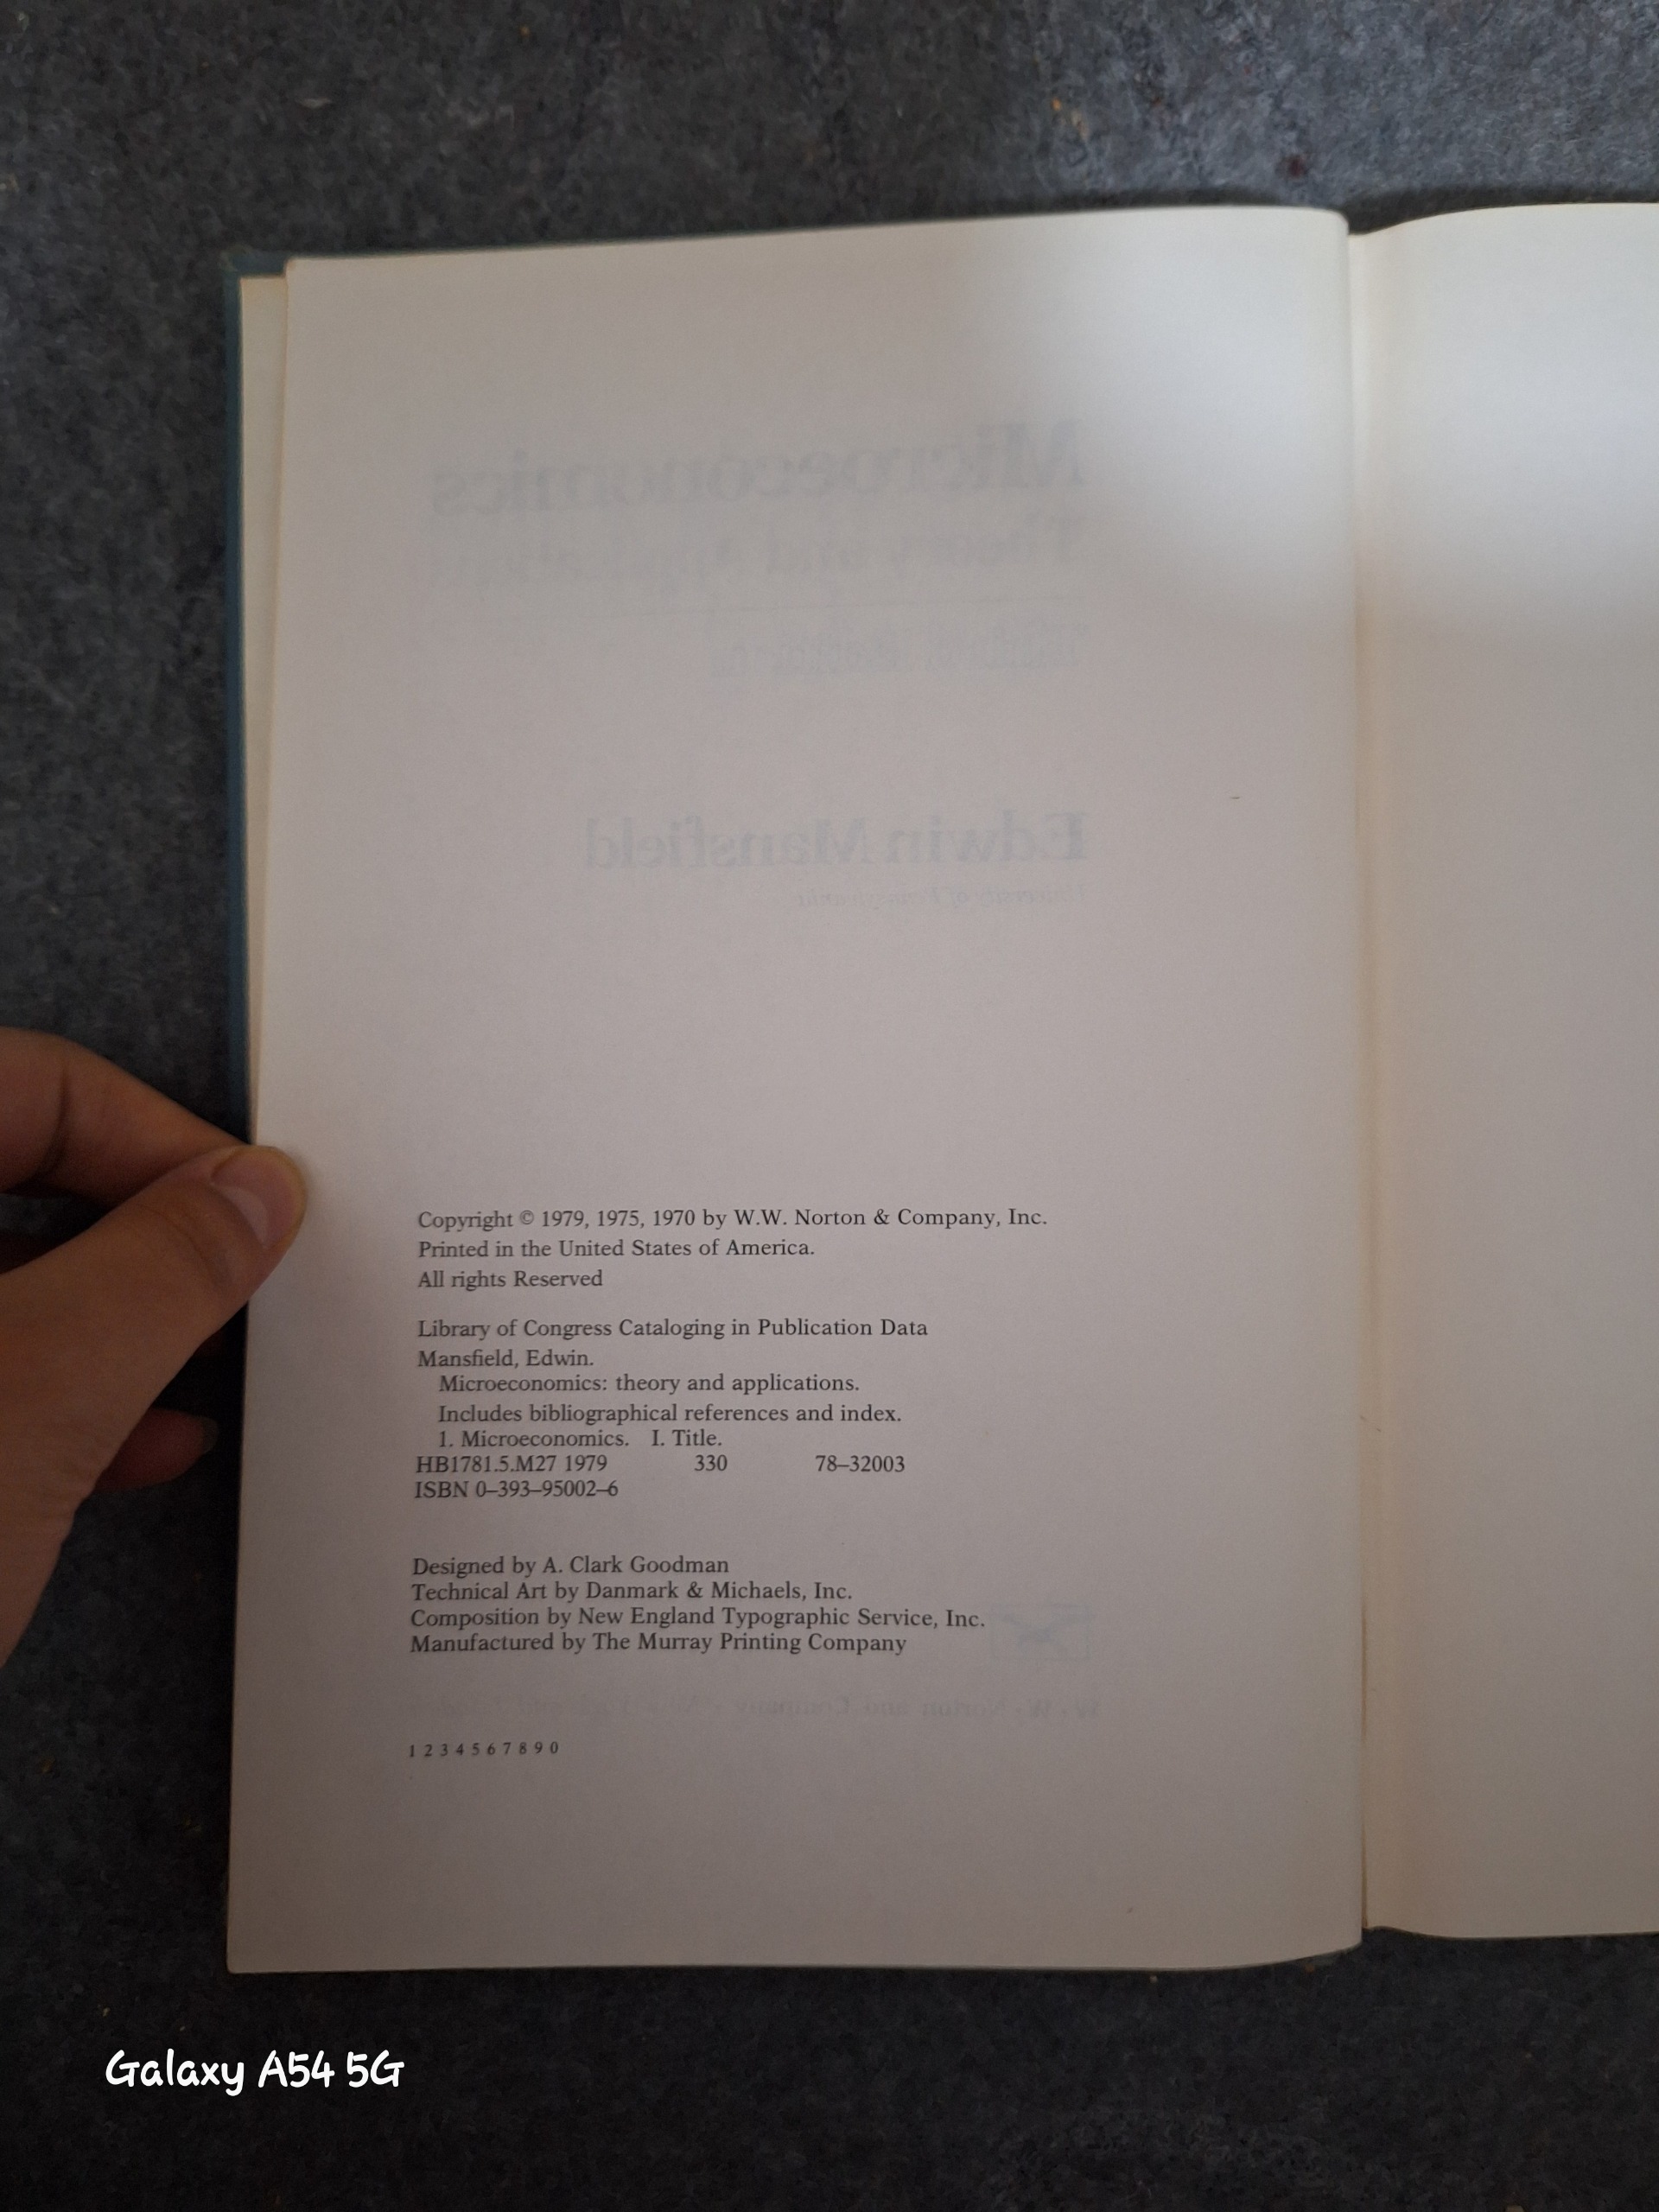 Copyright © 1979, 1975, 1970 by W.W. Norton & Company, Inc.
Printed in the United States of America.
All rights Reserved
Library of Congress Cataloging in Publication Data
Mansfield, Edwin.
Microeconomics: theory and applications.
Includes bibliographical references and index.
1. Microeconomics. I. Title.
HB1781.5.M27 1979 330 78–32003
ISBN 0–393–95002–6
Designed by A. Clark Goodman
Technical Art by Danmark & Michaels, Inc.
Composition by New England Typographic Service, Inc.
Manufactured by The Murray Printing Company
1 2 3 4 5 6 7 8 9 0
Galaxy A54 5G